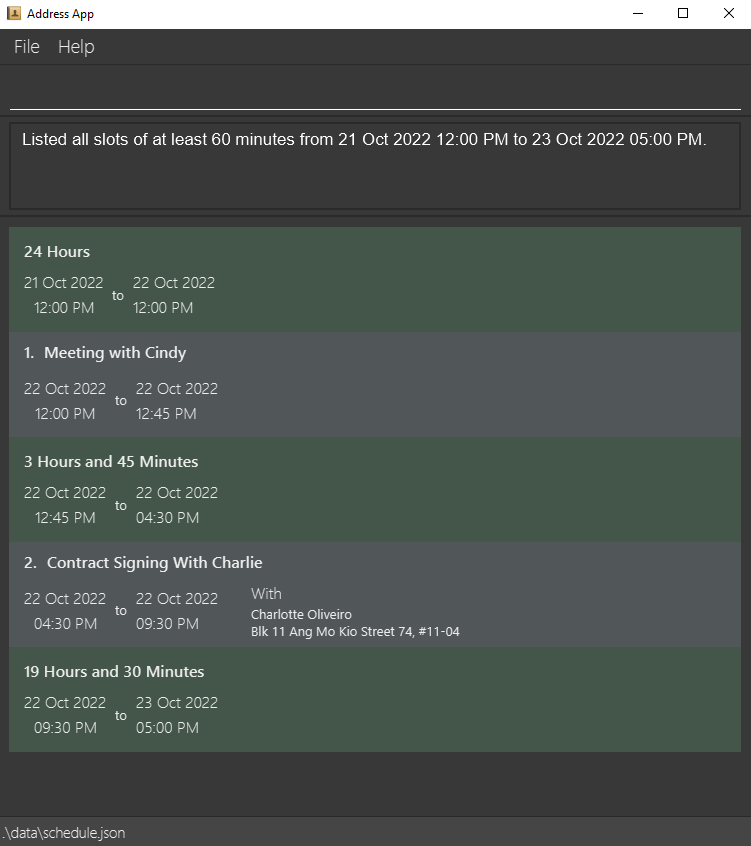 Address App
File Help
Listed all slots of at least 60 minutes from 21 Oct 2022 12:00 PM to 23 Oct 2022 05:00 PM.
24 Hours
21 Oct 2022 to 22 Oct 2022
12:00 PM 12:00 PM
1. Meeting with Cindy
22 Oct 2022 to 22 Oct 2022
12:00 PM 12:45 PM
3 Hours and 45 Minutes
22 Oct 2022 to 22 Oct 2022
12:45 PM 04:30 PM
2. Contract Signing With Charlie
22 Oct 2022 to 22 Oct 2022
04:30 PM 09:30 PM
With
Charlotte Oliveiro
Blk 11 Ang Mo Kio Street 74, #11-04
19 Hours and 30 Minutes
22 Oct 2022 to 23 Oct 2022
09:30 PM 05:00 PM
.\data\schedule.json